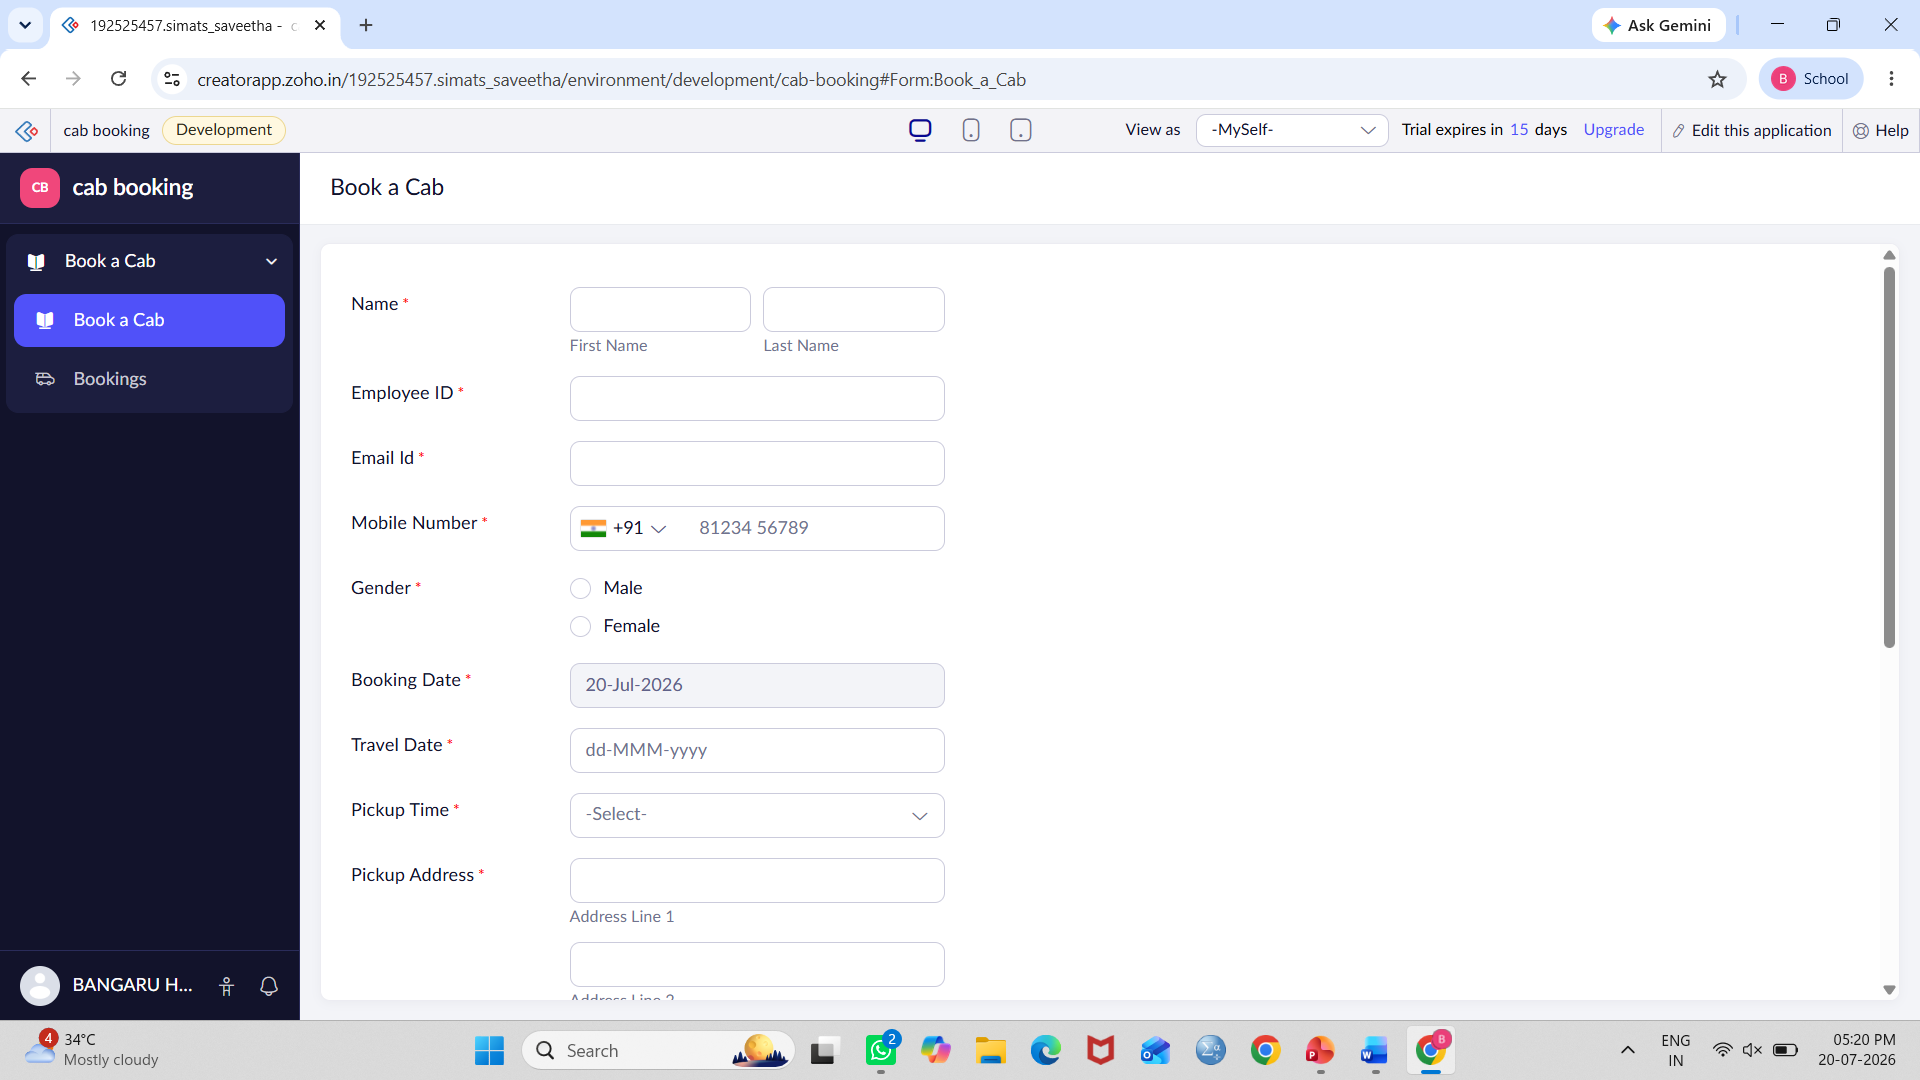 192525457.simats_saveetha - c
Ask Gemini
creatorapp.zoho.in/192525457.simats_saveetha/environment/development/cab-booking#Form:Book_a_Cab
B School
cab booking Development View as -MySelf- Trial expires in 15 days Upgrade Edit this application Help
CB cab booking
Book a Cab
Book a Cab
Bookings
BANGARU H...
Book a Cab
Name *
First Name Last Name
Employee ID *
Email Id *
Mobile Number * +91 81234 56789
Gender * Male
Female
Booking Date * 20-Jul-2026
Travel Date * dd-MMM-yyyy
Pickup Time * -Select-
Pickup Address *
Address Line 1
Address Line 2
4 34°C
Mostly cloudy
Search
2
B
ENG
IN
05:20 PM
20-07-2026